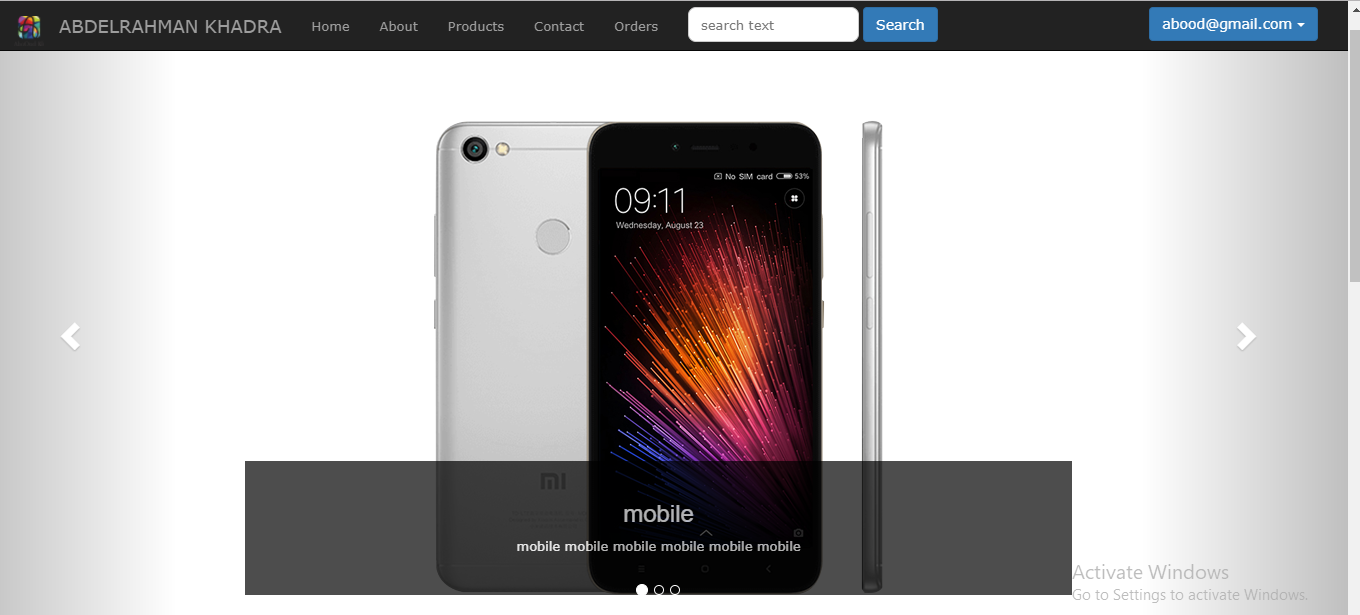 ABDELRAHMAN KHADRA Home About Products Contact Orders search text Search abood@gmail.com
No SIM card 53%
09:11
Wednesday, August 23
MI
mobile
mobile mobile mobile mobile mobile mobile
Activate Windows
Go to Settings to activate Windows.